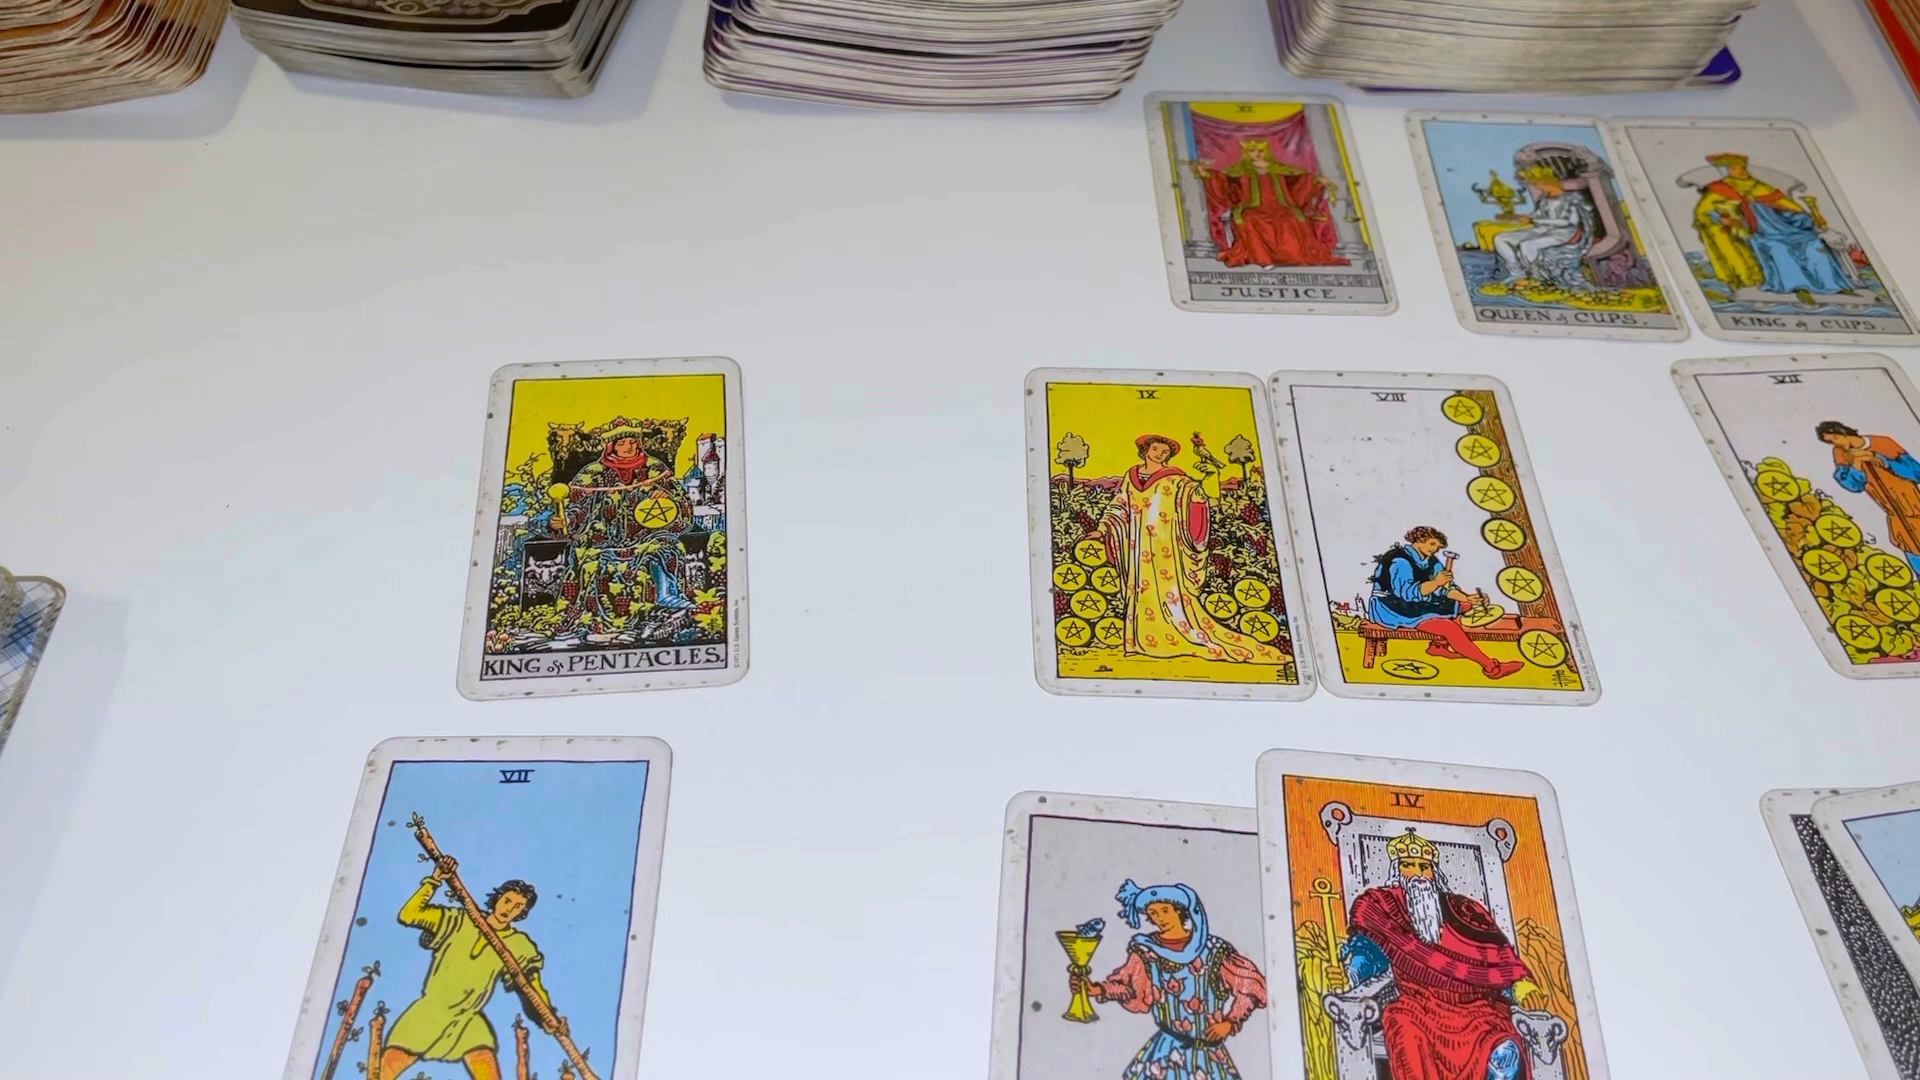 XI
JUSTICE.
QUEEN of CUPS.
KING of CUPS.
KING of PENTACLES.
IX
VIII
VII
VII
IV